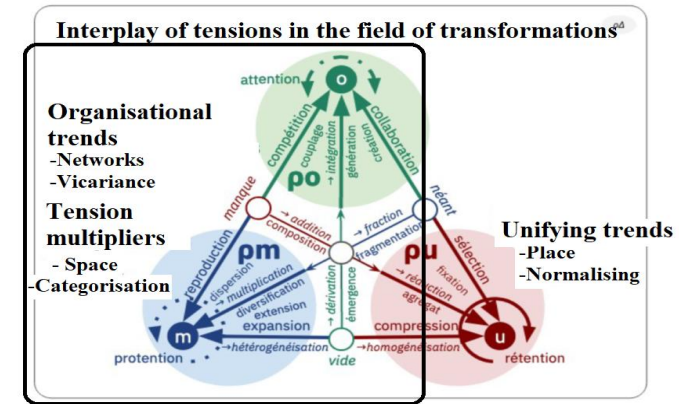 Interplay of tensions in the field of transformations
attention
o
Organisational
trends
-Networks
-Vicariance
Tension
multipliers
- Space
-Categorisation
compétition
couplage
→ intégration
génération
création
collaboration
ρο
manque
néant
→ addition
composition
→ fraction
fragmentation
Unifying trends
-Place
-Normalising
reproduction
ρm
dispersion
→ multiplication
diversification
extension
expansion
ρu
sélection
fixation
→ réduction
agrégat
compression
→ dérivation
émergence
m
u
→hétérogénéisation
→homogénéisation
protention
vide
rétention